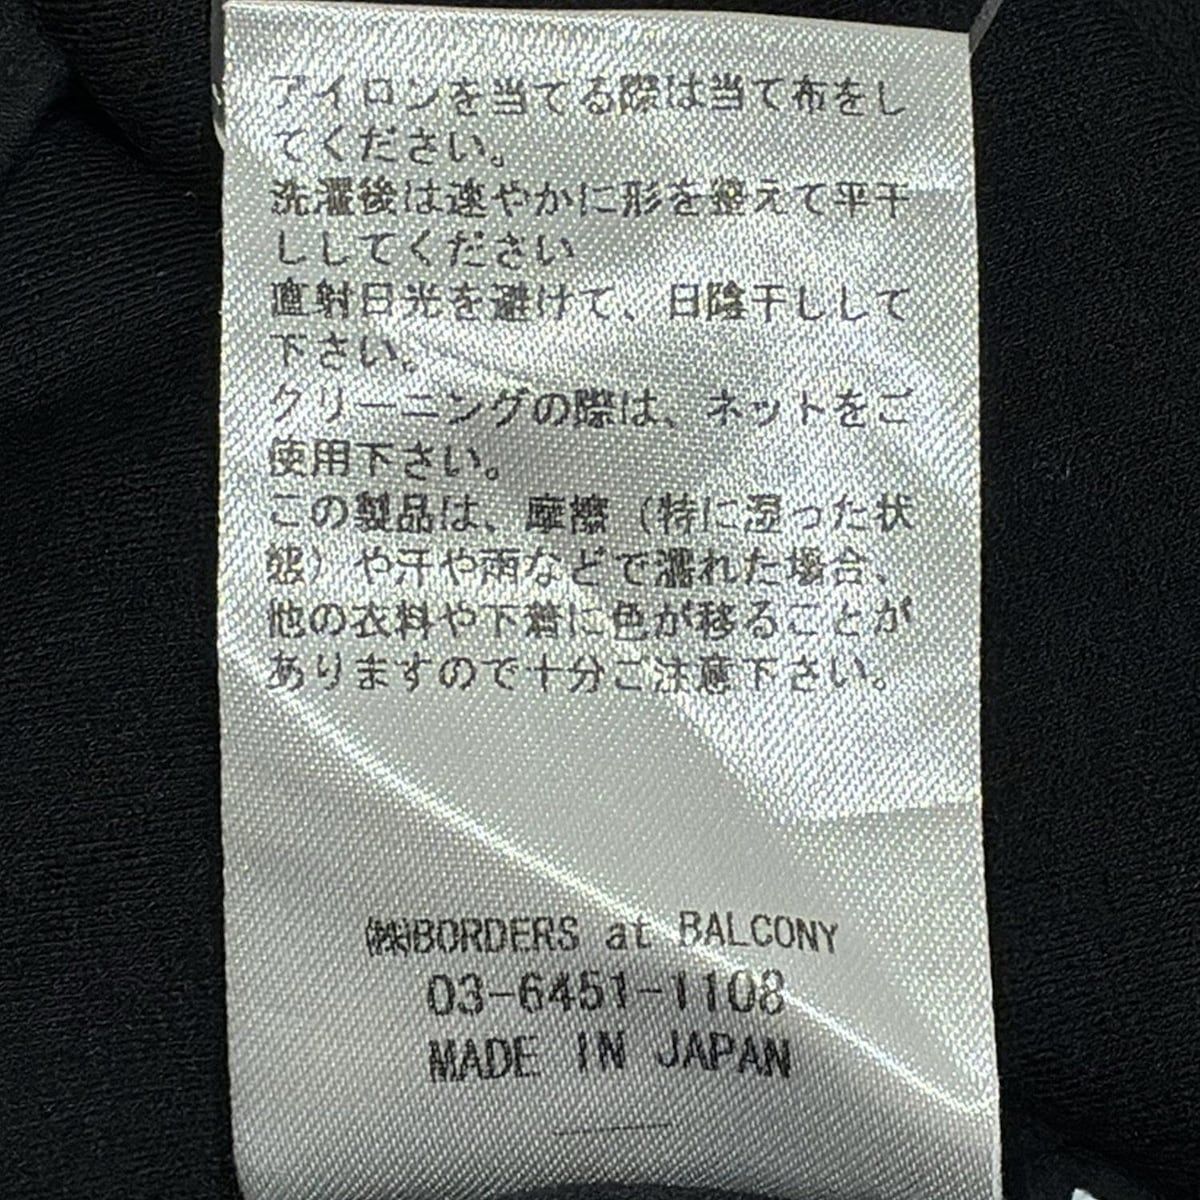 アイロンを当てる際は当て布をし
てください。
洗濯後は速やかに形を整えて平干
ししてください
直射日光を避けて、日陰干しして
下さい。
クリーニングの際は、ネットをご
使用下さい。
この製品は、摩擦（特に湿った状
態）や汗や雨などで濡れた場合、
他の衣料や下着に色が移ることが
ありますので十分ご注意下さい。
㈱BORDERS at BALCONY
03-6451-1108
MADE IN JAPAN